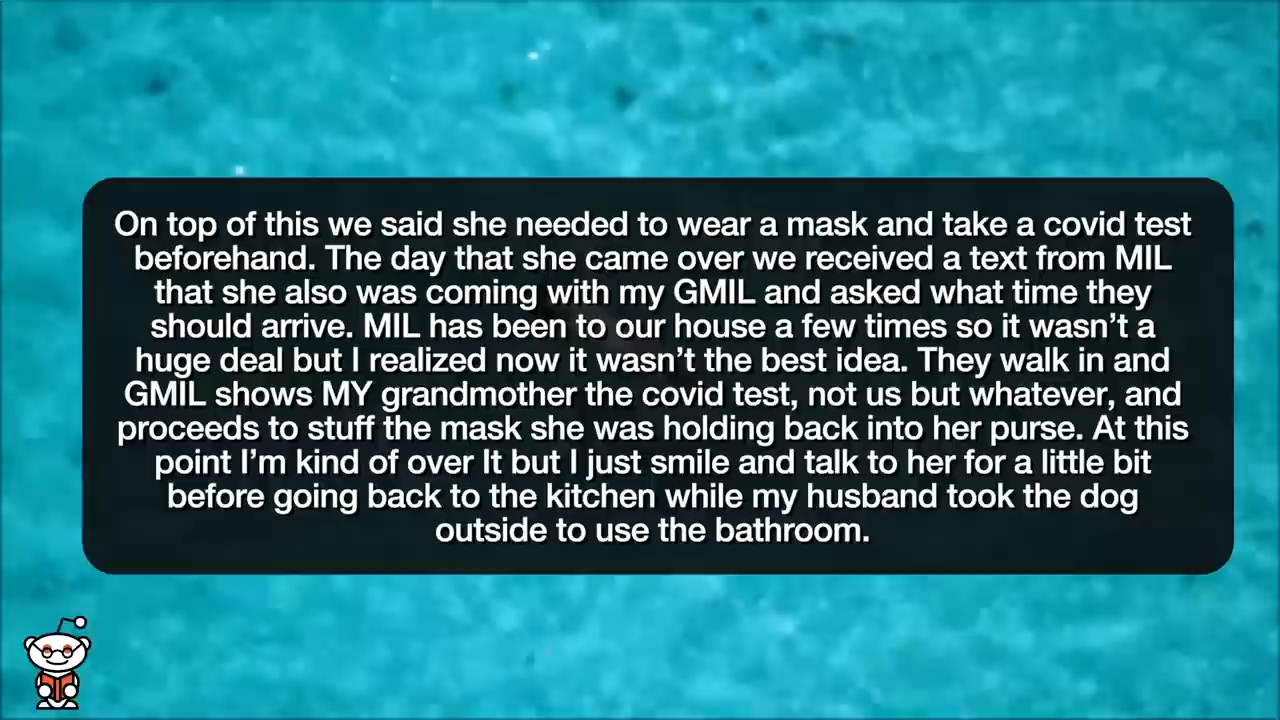 On top of this we said she needed to wear a mask and take a covid test
beforehand. The day that she came over we received a text from MIL
that she also was coming with my GMIL and asked what time they
should arrive. MIL has been to our house a few times so it wasn't a
huge deal but I realized now it wasn't the best idea. They walk in and
GMIL shows MY grandmother the covid test, not us but whatever, and
proceeds to stuff the mask she was holding back into her purse. At this
point I'm kind of over It but I just smile and talk to her for a little bit
before going back to the kitchen while my husband took the dog
outside to use the bathroom.